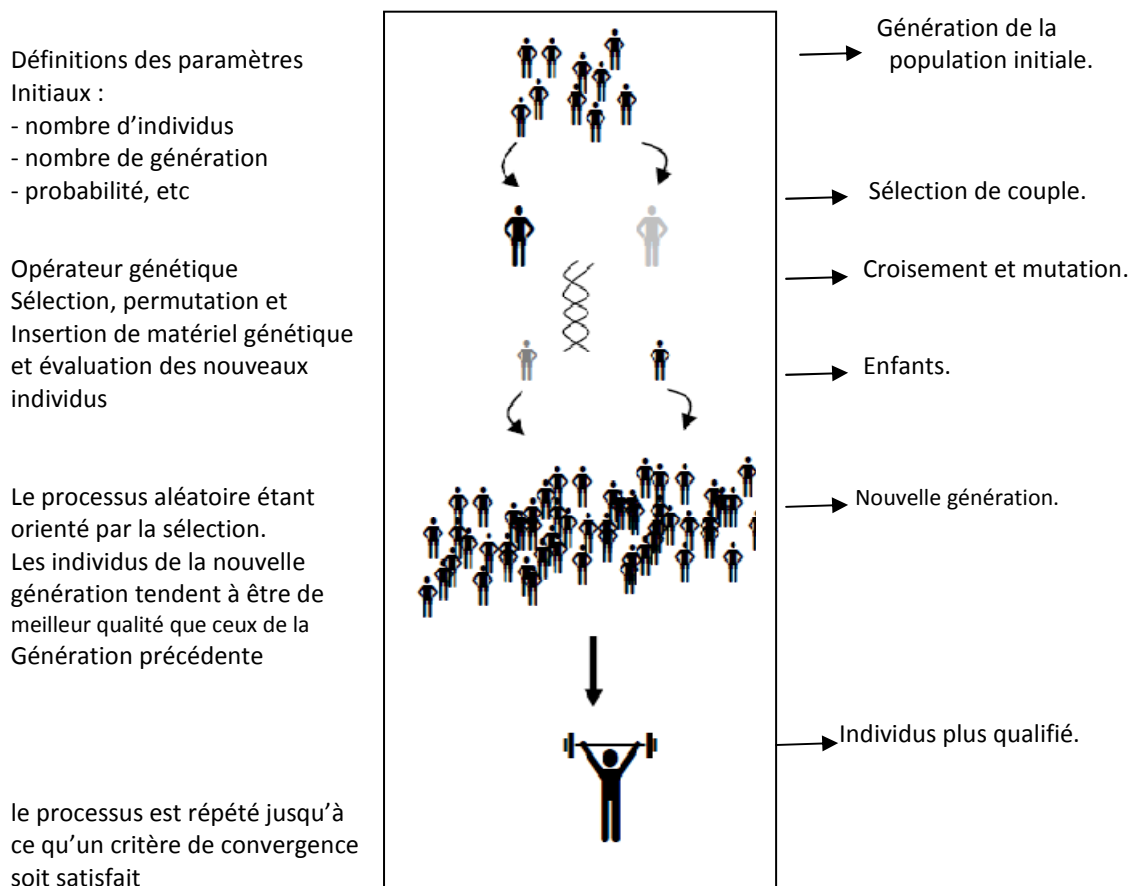 Définitions des paramètres
Initiaux :
- nombre d’individus
- nombre de génération
- probabilité, etc
Opérateur génétique
Sélection, permutation et
Insertion de matériel génétique
et évaluation des nouveaux
individus
Le processus aléatoire étant
orienté par la sélection.
Les individus de la nouvelle
génération tendent à être de
meilleur qualité que ceux de la
Génération précédente
le processus est répété jusqu’à
ce qu’un critère de convergence
soit satisfait
Génération de la
population initiale.
Sélection de couple.
Croisement et mutation.
Enfants.
Nouvelle génération.
Individus plus qualifié.